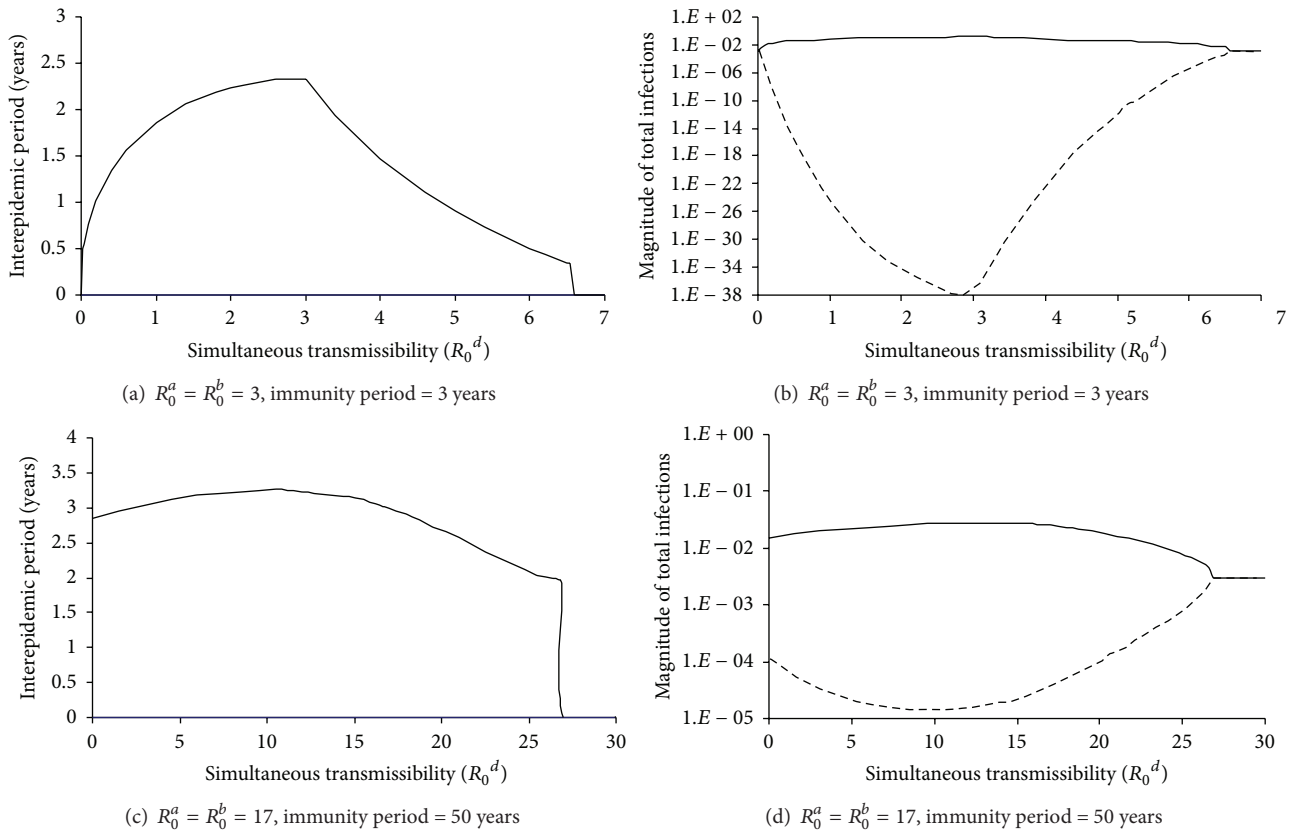 3
2.5
2
1.5
1
0.5
0
Interepidemic period (years)
0 1 2 3 4 5 6 7
Simultaneous transmissibility (R₀ᵈ)
(a) R₀ᵃ = R₀ᵇ = 3, immunity period = 3 years
1.E + 02
1.E − 02
1.E − 06
1.E − 10
1.E − 14
1.E − 18
1.E − 22
1.E − 26
1.E − 30
1.E − 34
1.E − 38
Magnitude of total infections
0 1 2 3 4 5 6 7
Simultaneous transmissibility (R₀ᵈ)
(b) R₀ᵃ = R₀ᵇ = 3, immunity period = 3 years
4
3.5
3
2.5
2
1.5
1
0.5
0
Interepidemic period (years)
0 5 10 15 20 25 30
Simultaneous transmissibility (R₀ᵈ)
(c) R₀ᵃ = R₀ᵇ = 17, immunity period = 50 years
1.E + 00
1.E − 01
1.E − 02
1.E − 03
1.E − 04
1.E − 05
Magnitude of total infections
0 5 10 15 20 25 30
Simultaneous transmissibility (R₀ᵈ)
(d) R₀ᵃ = R₀ᵇ = 17, immunity period = 50 years